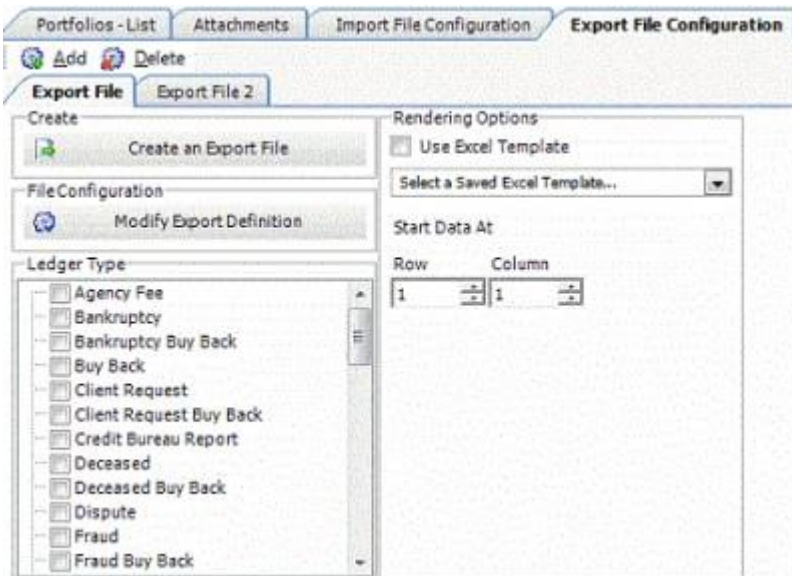 Portfolios - List Attachments Import File Configuration Export File Configuration
Add Delete
Export File Export File 2
Create
Create an Export File
File Configuration
Modify Export Definition
Ledger Type
Agency Fee
Bankruptcy
Bankruptcy Buy Back
Buy Back
Client Request
Client Request Buy Back
Credit Bureau Report
Deceased
Deceased Buy Back
Dispute
Fraud
Fraud Buy Back
Rendering Options
Use Excel Template
Select a Saved Excel Template...
Start Data At
Row Column
1 1